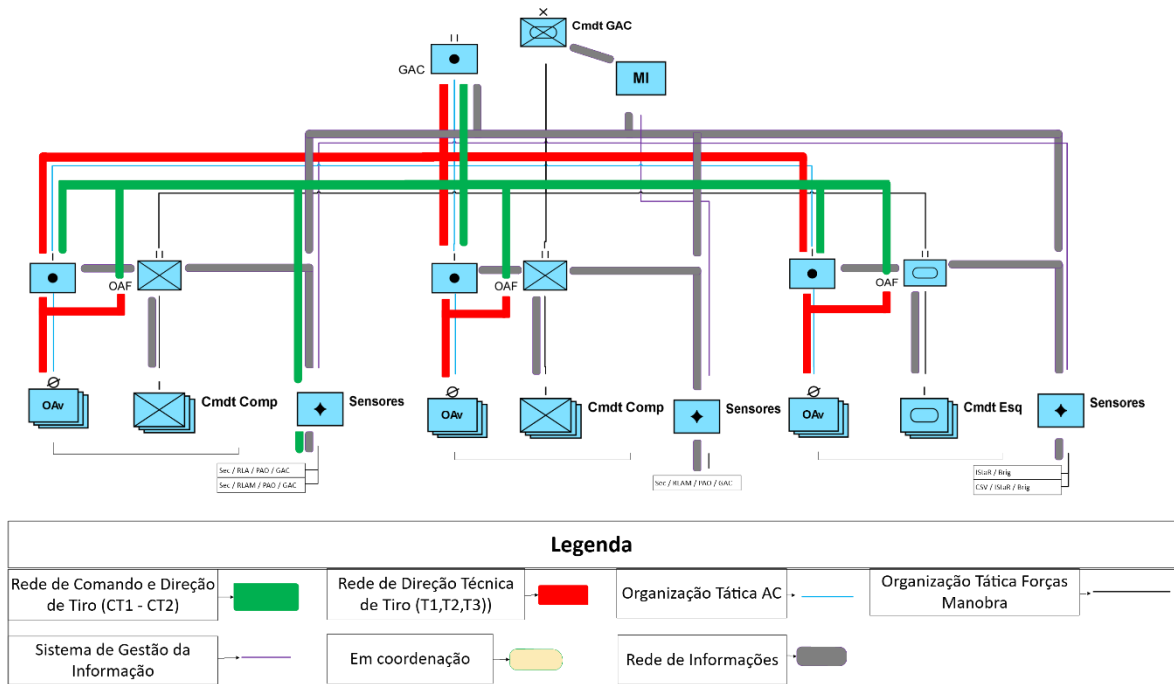 Cmdt GAC
GAC
MI
OAF
OAF
OAF
OAv
Cmdt Comp
Sensores
OAv
Cmdt Comp
Sensores
OAv
Cmdt Esq
Sensores
Sec / RLA / PAO / GAC
Sec / RLAM / PAO / GAC
Sec / RLAM / PAO / GAC
ISTaR / Brig
CSV / ISTaR / Brig
Legenda
Rede de Comando e Direção
de Tiro (CT1 - CT2)
Rede de Direção Técnica
de Tiro (T1,T2,T3))
Organização Tática AC
Organização Tática Forças
Manobra
Sistema de Gestão da
Informação
Em coordenação
Rede de Informações